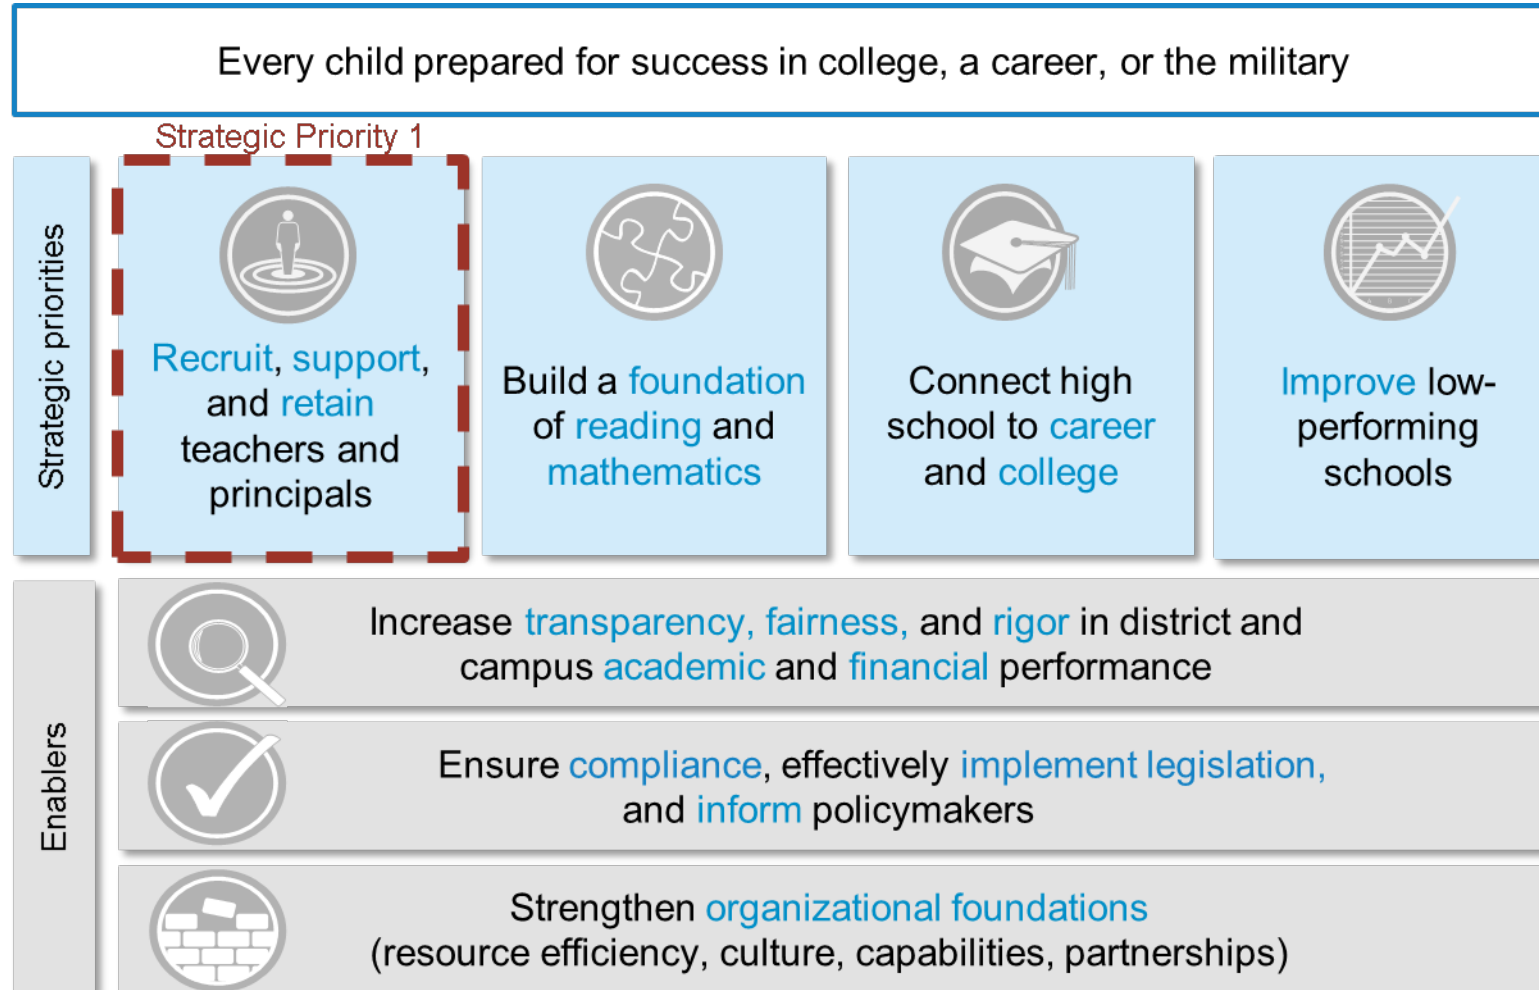 Every child prepared for success in college, a career, or the military
Strategic Priority 1
Strategic priorities
Recruit, support,
and retain
teachers and
principals
Build a foundation
of reading and
mathematics
Connect high
school to career
and college
Improve low-
performing
schools
Enablers
Increase transparency, fairness, and rigor in district and
campus academic and financial performance
Ensure compliance, effectively implement legislation,
and inform policymakers
Strengthen organizational foundations
(resource efficiency, culture, capabilities, partnerships)